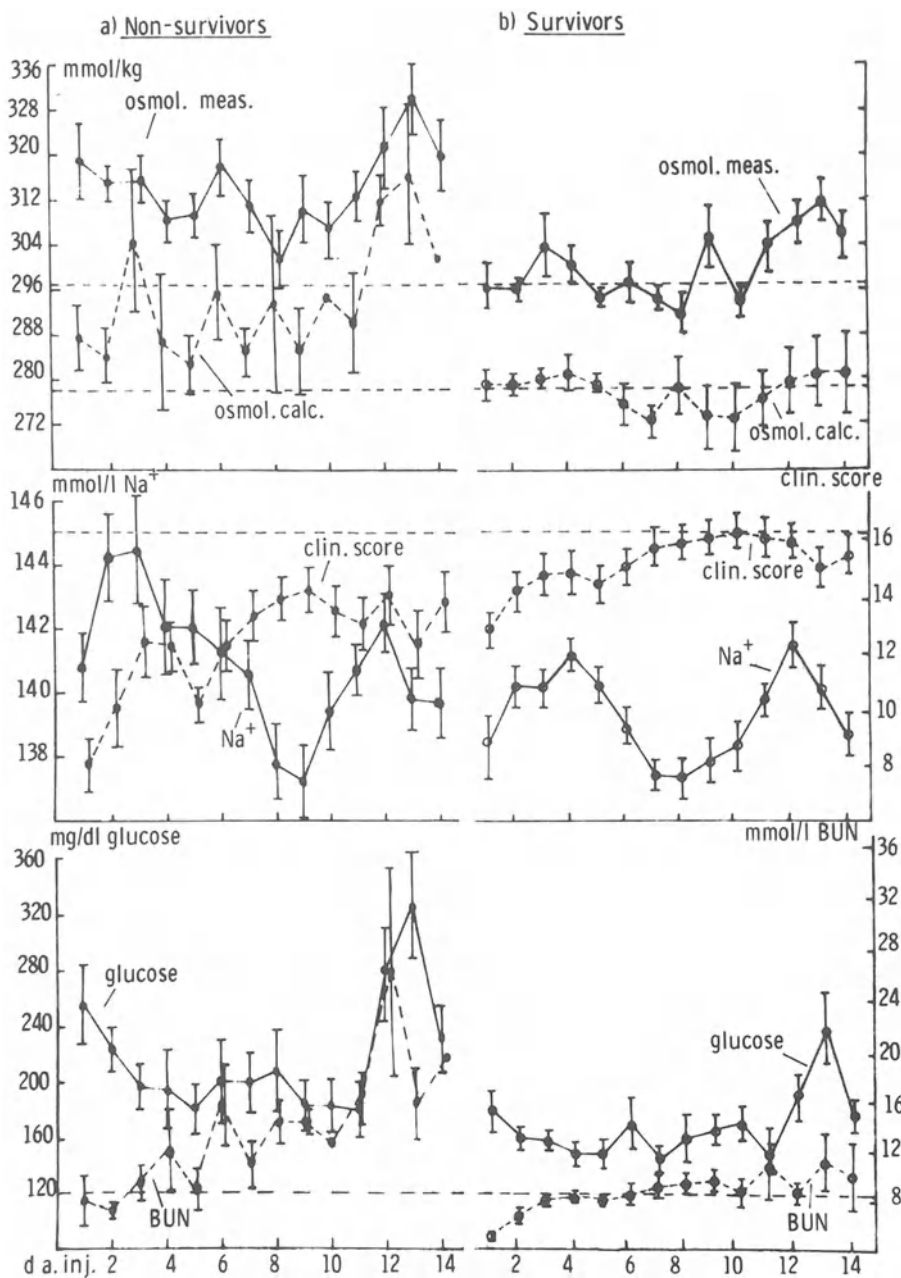 a) Non-survivors
b) Survivors
mmol/kg
336
328
320
312
304
296
288
280
272
osmol. meas.
osmol. calc.
osmol. meas.
osmol. calc.
mmol/l Na+
clin. score
146
144
142
140
138
clin. score
Na+
clin. score
Na+
16
14
12
10
8
mg/dl glucose
mmol/l BUN
360
320
280
240
200
160
120
glucose
BUN
glucose
BUN
36
32
26
22
20
16
12
8
d a. inj. 2 4 6 8 10 12 14
2 4 6 8 10 12 14